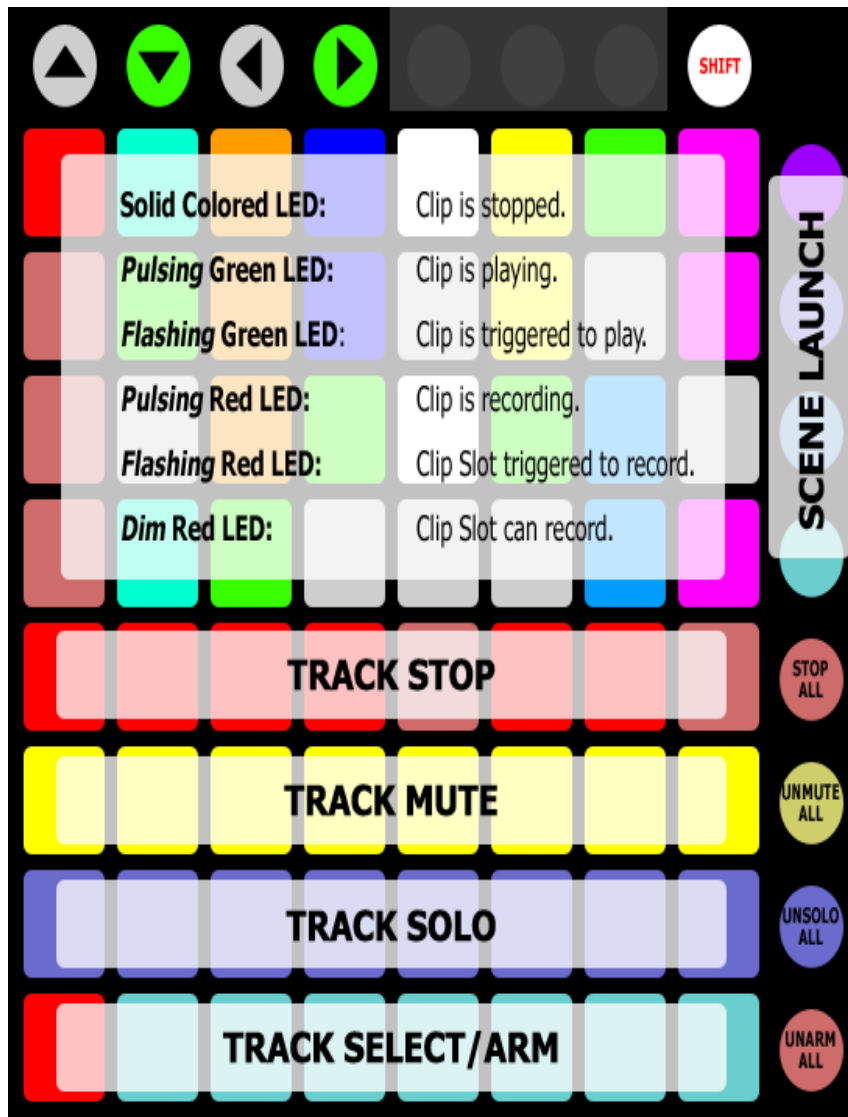 SHIFT
Solid Colored LED: Clip is stopped.
Pulsing Green LED: Clip is playing.
Flashing Green LED: Clip is triggered to play.
Pulsing Red LED: Clip is recording.
Flashing Red LED: Clip Slot triggered to record.
Dim Red LED: Clip Slot can record.
SCENE LAUNCH
TRACK STOP
STOP
ALL
TRACK MUTE
UNMUTE
ALL
TRACK SOLO
UNSOLO
ALL
TRACK SELECT/ARM
UNARM
ALL